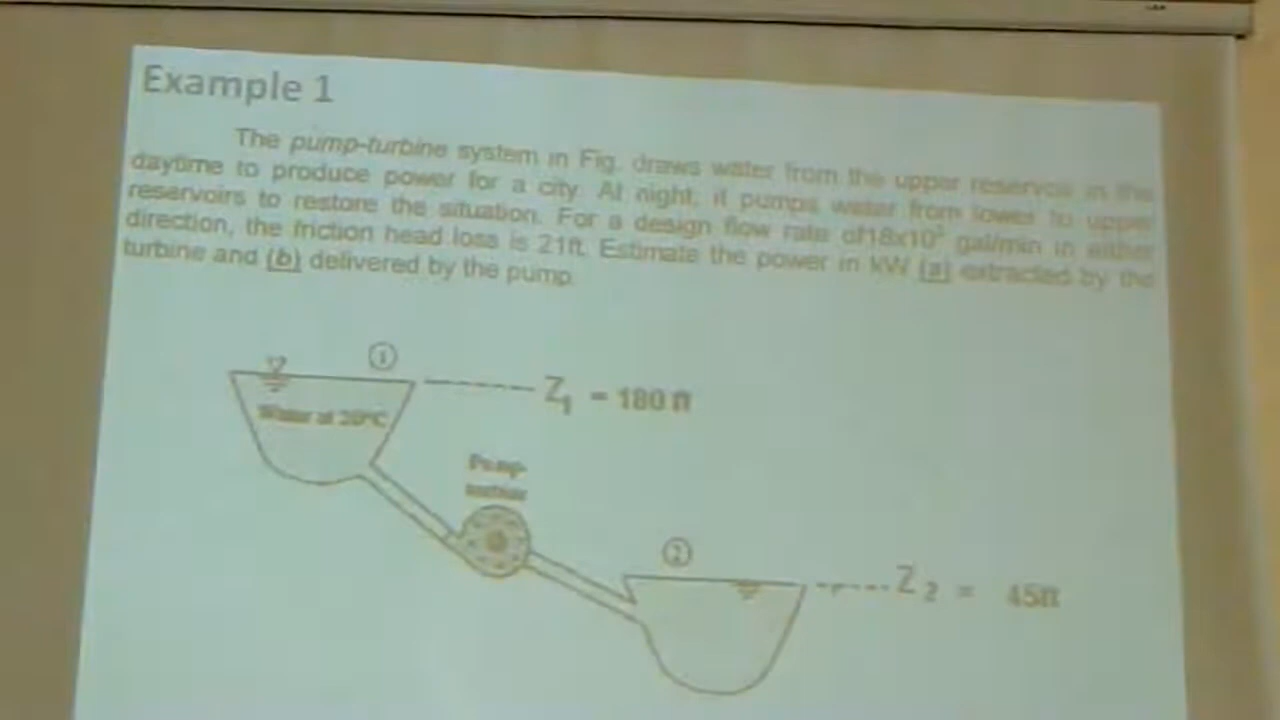 Example 1
The pump-turbine system in Fig. draws water from the upper reservoir in the
daytime to produce power for a city. At night, it pumps water from lower to upper
reservoirs to restore the situation. For a design flow rate of18x10³ gal/min in either
direction, the friction head loss is 21ft. Estimate the power in kW (a) extracted by the
turbine and (b) delivered by the pump.
1
Z1 = 180 ft
Water at 20°C
Pump-
turbine
2
Z2 = 45ft